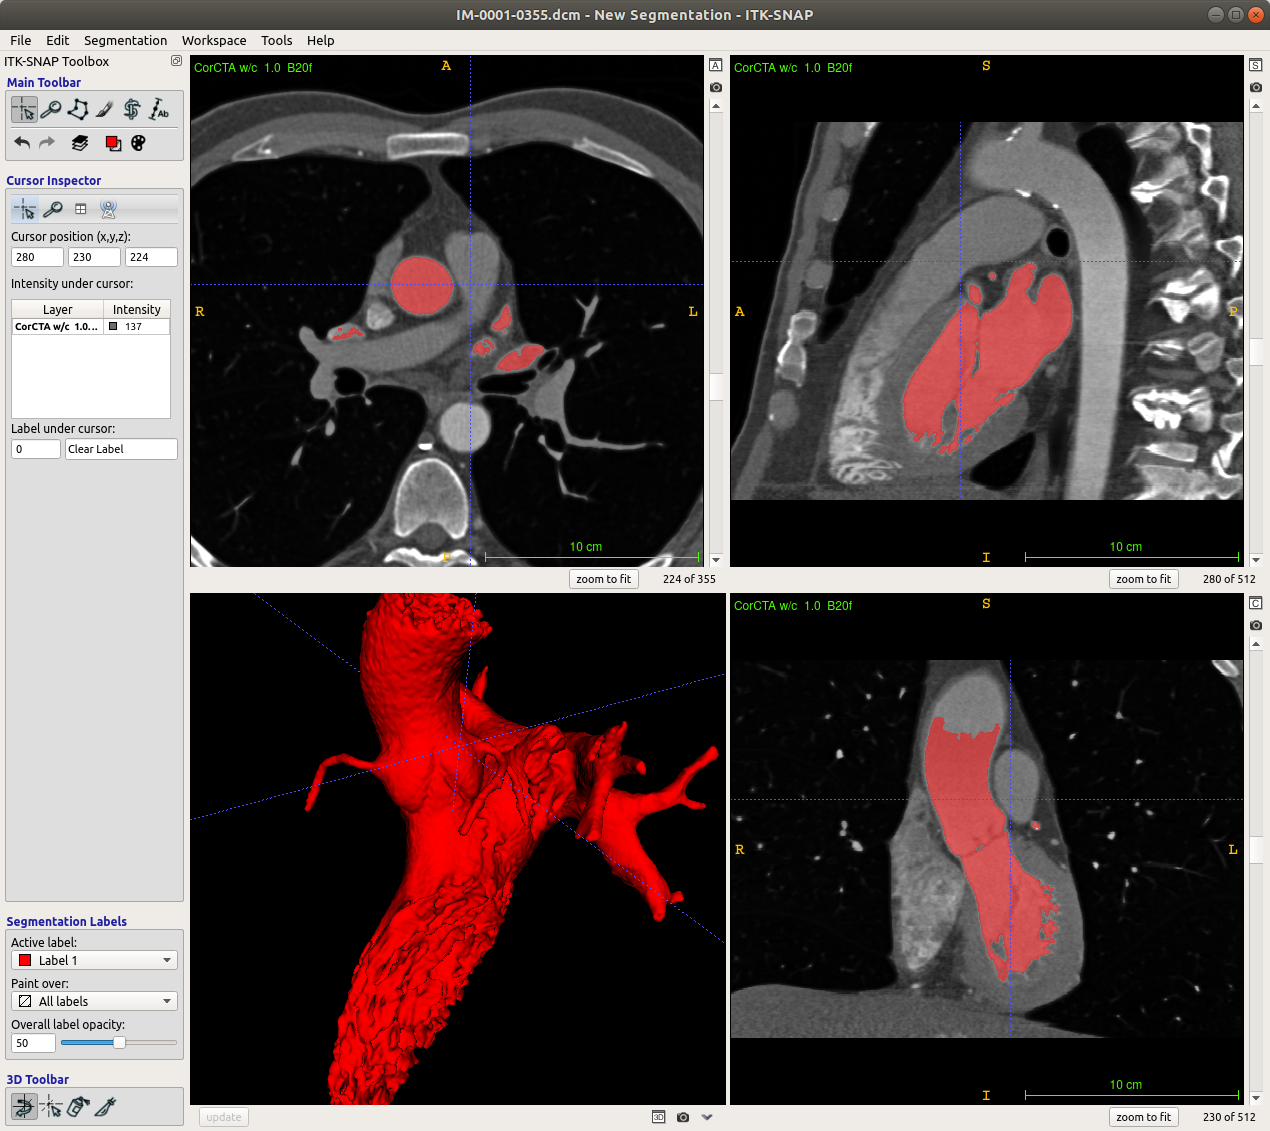 IM-0001-0355.dcm - New Segmentation - ITK-SNAP
File Edit Segmentation Workspace Tools Help
ITK-SNAP Toolbox
Main Toolbar
Ab
Cursor Inspector
Cursor position (x,y,z):
280 230 224
Intensity under cursor:
Layer Intensity
CorCTA w/c 1.0... 137
Label under cursor:
0 Clear Label
Segmentation Labels
Active label:
Label 1
Paint over:
All labels
Overall label opacity:
50
3D Toolbar
CorCTA w/c 1.0 B20f
A
R
L
P
10 cm
A
zoom to fit 224 of 355
CorCTA w/c 1.0 B20f
S
A
P
I
10 cm
S
zoom to fit 280 of 512
update
3D
CorCTA w/c 1.0 B20f
S
R
L
I
10 cm
C
zoom to fit 230 of 512